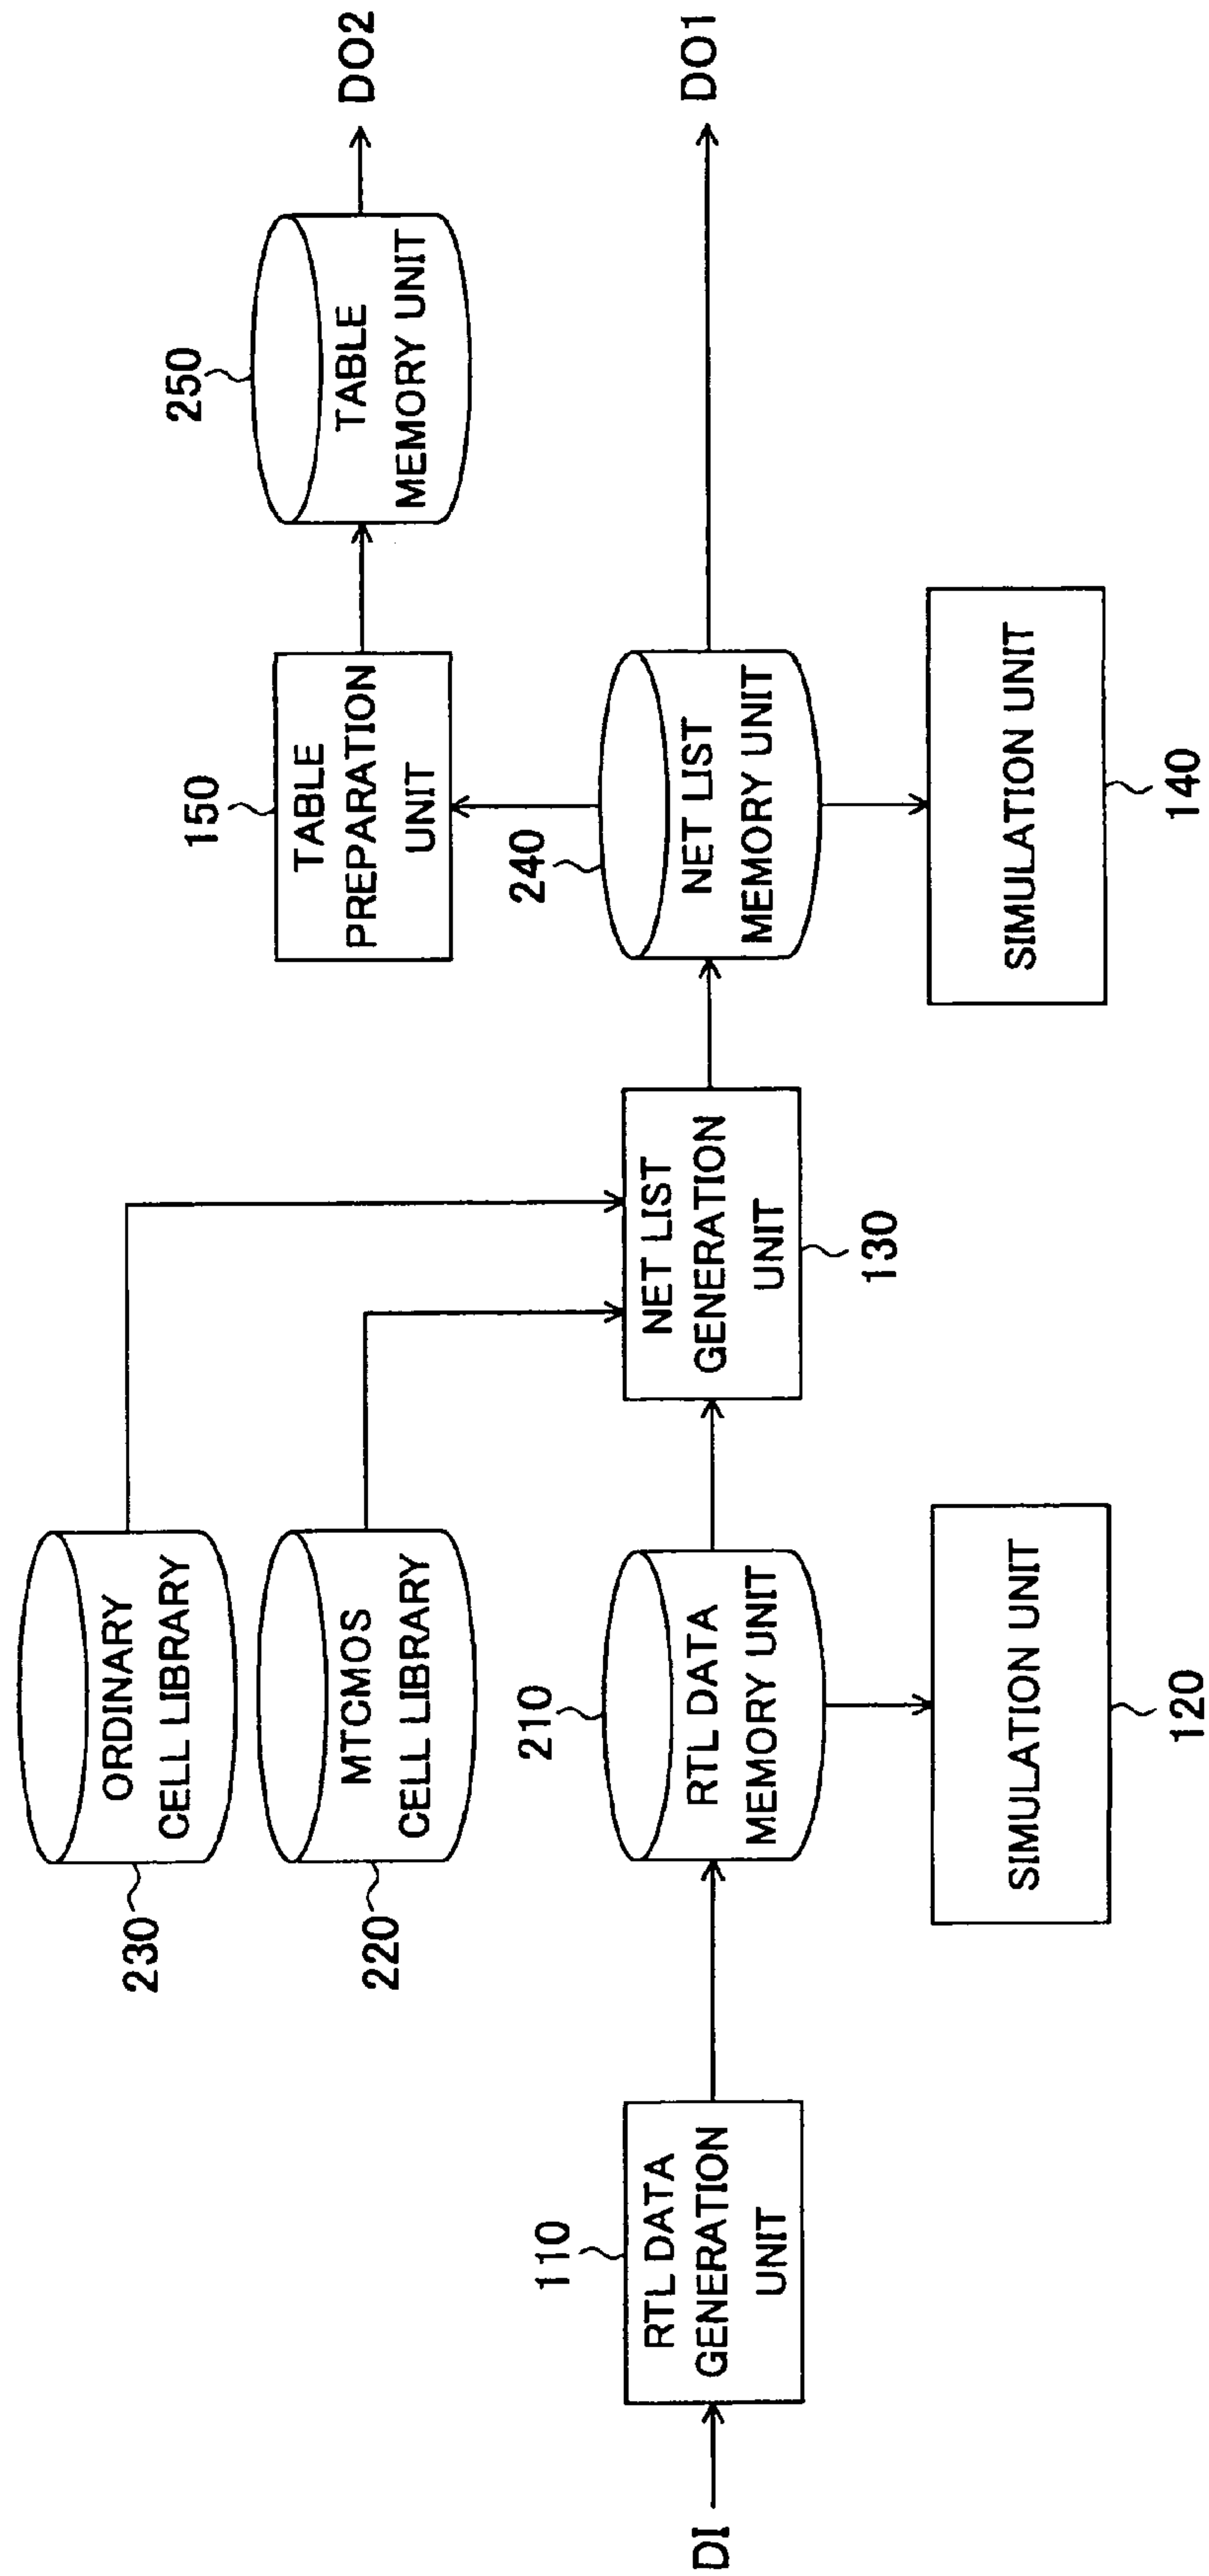 230
ORDINARY
CELL LIBRARY
220
MTCMOS
CELL LIBRARY
150
TABLE
PREPARATION
UNIT
250
TABLE
MEMORY UNIT
DO2
DI
110
RTL DATA
GENERATION
UNIT
210
RTL DATA
MEMORY UNIT
NET LIST
GENERATION
UNIT
130
240
NET LIST
MEMORY UNIT
DO1
SIMULATION UNIT
120
SIMULATION UNIT
140